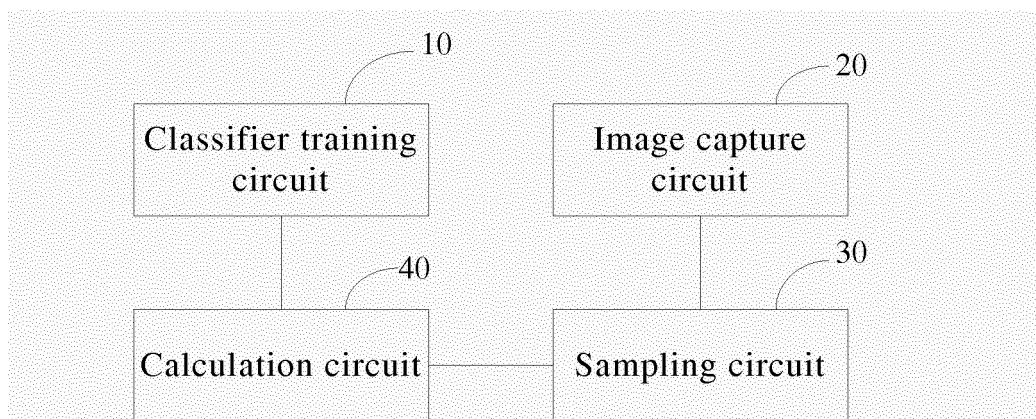 10
20
Classifier training
circuit
Image capture
circuit
40
30
Calculation circuit
Sampling circuit